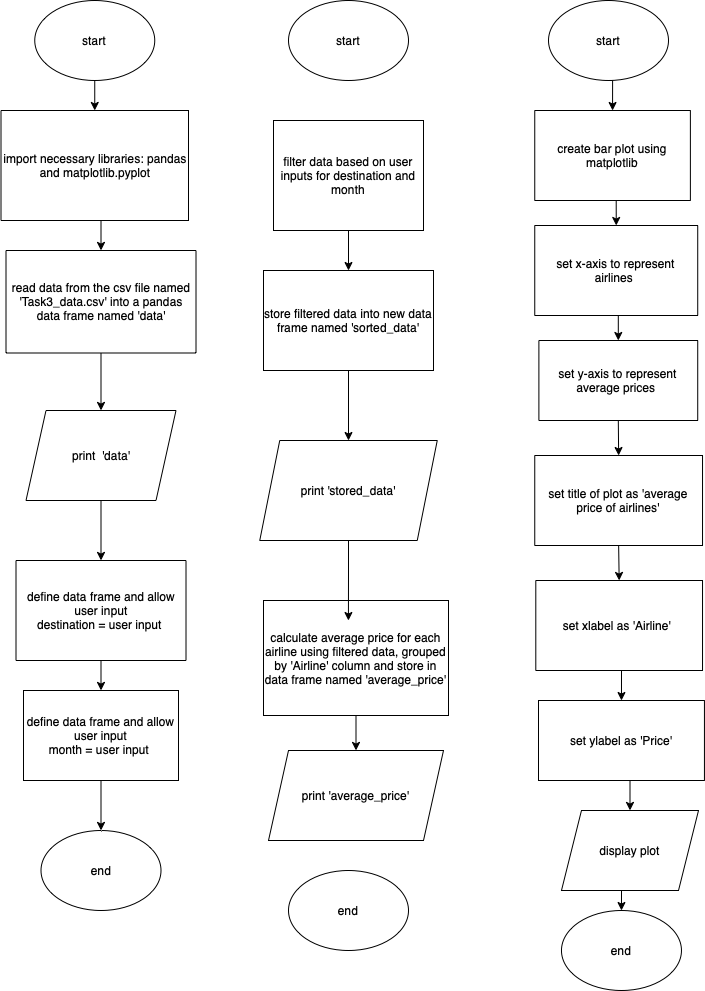 start
import necessary libraries: pandas
and matplotlib.pyplot
read data from the csv file named
'Task3_data.csv' into a pandas
data frame named 'data'
print 'data'
define data frame and allow
user input
destination = user input
define data frame and allow
user input
month = user input
end
start
filter data based on user
inputs for destination and
month
store filtered data into new data
frame named 'sorted_data'
print 'stored_data'
calculate average price for each
airline using filtered data, grouped
by 'Airline' column and store in
data frame named 'average_price'
print 'average_price'
end
start
create bar plot using
matplotlib
set x-axis to represent
airlines
set y-axis to represent
average prices
set title of plot as 'average
price of airlines'
set xlabel as 'Airline'
set ylabel as 'Price'
display plot
end